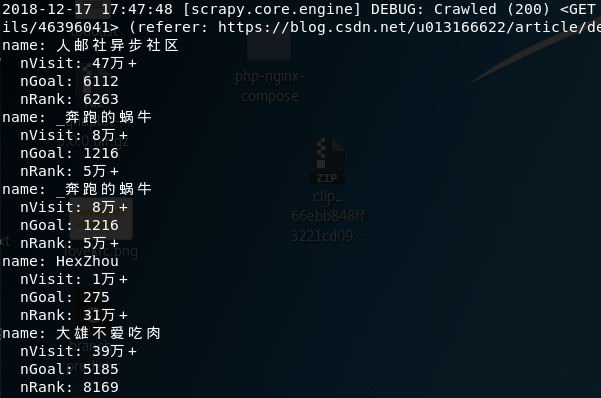 2018-12-17 17:47:48 [scrapy.core.engine] DEBUG: Crawled (200) <GET
ils/46396041> (referer: https://blog.csdn.net/u013166622/article/de
name: 人邮社异步社区
nVisit: 47万+
nGoal: 6112
nRank: 6263
name: _奔跑的蜗牛
nVisit: 8万+
nGoal: 1216
nRank: 5万+
name: _奔跑的蜗牛
nVisit: 8万+
nGoal: 1216
nRank: 5万+
name: HexZhou
nVisit: 1万+
nGoal: 275
nRank: 31万+
name: 大雄不爱吃肉
nVisit: 39万+
nGoal: 5185
nRank: 8169
php-nginx-
compose
ZIP
clip_
66ebb848ff
3221cd09...